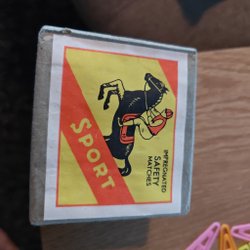 SPORT
IMPREGNATED
SAFETY
MATCHES